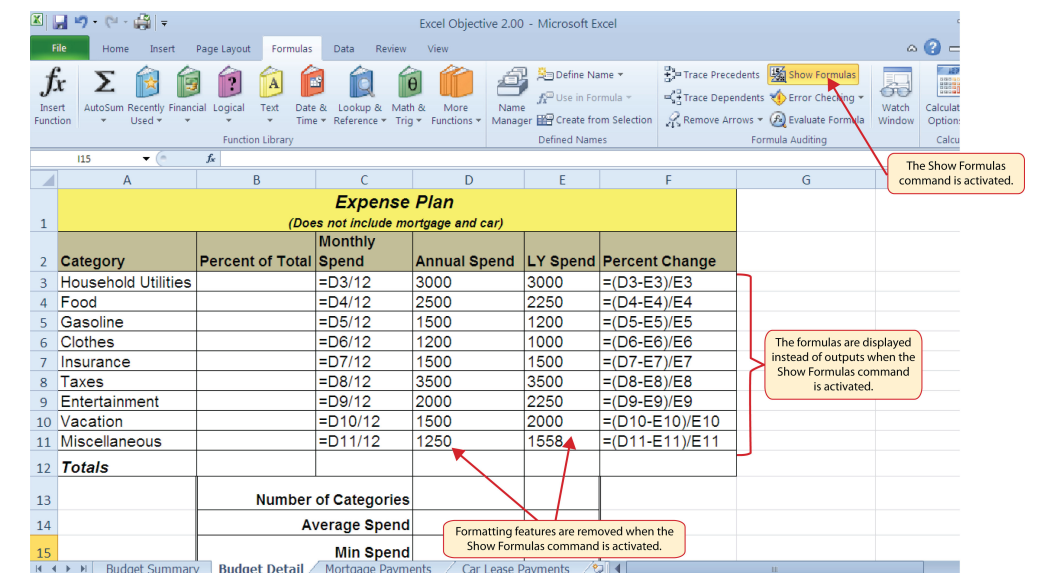 Excel Objective 2.00 - Microsoft Excel
File Home Insert Page Layout Formulas Data Review View
fx Σ ? A θ
Insert Function
AutoSum
Recently Used
Financial
Logical
Text
Date & Time
Lookup & Reference
Math & Trig
More Functions
Function Library
Name Manager
Define Name
Use in Formula
Create from Selection
Defined Names
Trace Precedents
Trace Dependents
Remove Arrows
Show Formulas
Error Checking
Evaluate Formula
Formula Auditing
Watch Window
The Show Formulas
command is activated.
I15 fx
A B C D E F G
1 Expense Plan
(Does not include mortgage and car)
2 Category Percent of Total Monthly Spend Annual Spend LY Spend Percent Change
3 Household Utilities =D3/12 3000 3000 =(D3-E3)/E3
4 Food =D4/12 2500 2250 =(D4-E4)/E4
5 Gasoline =D5/12 1500 1200 =(D5-E5)/E5
6 Clothes =D6/12 1200 1000 =(D6-E6)/E6
7 Insurance =D7/12 1500 1500 =(D7-E7)/E7
8 Taxes =D8/12 3500 3500 =(D8-E8)/E8
9 Entertainment =D9/12 2000 2250 =(D9-E9)/E9
10 Vacation =D10/12 1500 2000 =(D10-E10)/E10
11 Miscellaneous =D11/12 1250 1558 =(D11-E11)/E11
12 Totals
The formulas are displayed
instead of outputs when the
Show Formulas command
is activated.
13 Number of Categories
14 Average Spend
15 Min Spend
Formatting features are removed when the
Show Formulas command is activated.
Budget Summary Budget Detail Mortgage Payments Car Lease Payments